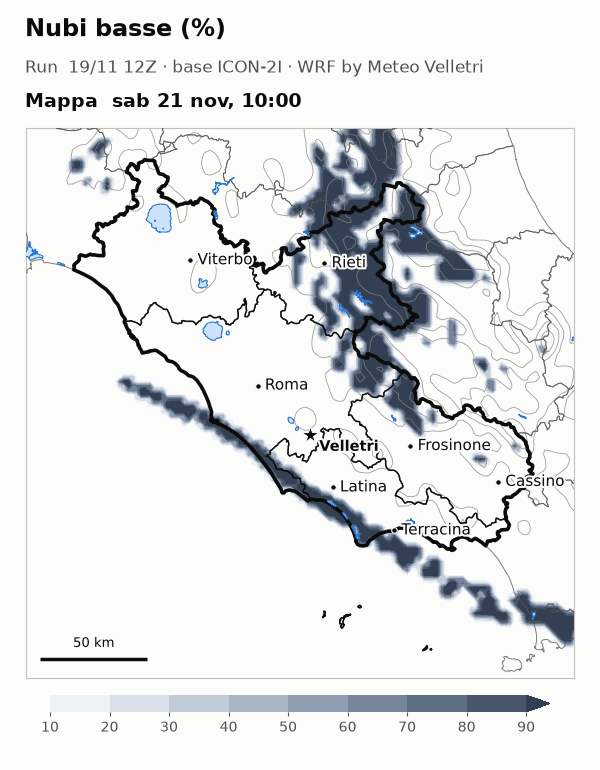 Nubi basse (%)
Run  19/11 12Z · base ICON-2I · WRF by Meteo Velletri
Mappa  sab 21 nov, 10:00
Viterbo
Rieti
Roma
Velletri
Frosinone
Latina
Cassino
Terracina
50 km
10 20 30 40 50 60 70 80 90